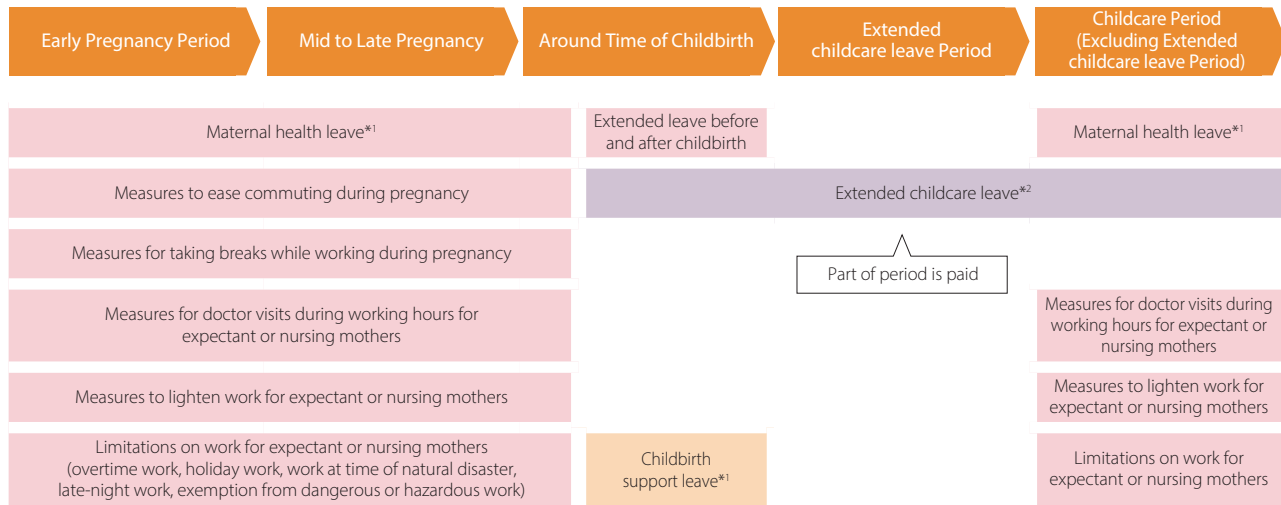 Early Pregnancy Period
Mid to Late Pregnancy
Around Time of Childbirth
Extended
childcare leave Period
Childcare Period
(Excluding Extended
childcare leave Period)
Maternal health leave*1
Extended leave before
and after childbirth
Maternal health leave*1
Measures to ease commuting during pregnancy
Extended childcare leave*2
Measures for taking breaks while working during pregnancy
Part of period is paid
Measures for doctor visits during working hours for
expectant or nursing mothers
Measures for doctor visits during
working hours for expectant or
nursing mothers
Measures to lighten work for expectant or nursing mothers
Measures to lighten work for
expectant or nursing mothers
Limitations on work for expectant or nursing mothers
(overtime work, holiday work, work at time of natural disaster,
late-night work, exemption from dangerous or hazardous work)
Childbirth
support leave*1
Limitations on work for
expectant or nursing mothers